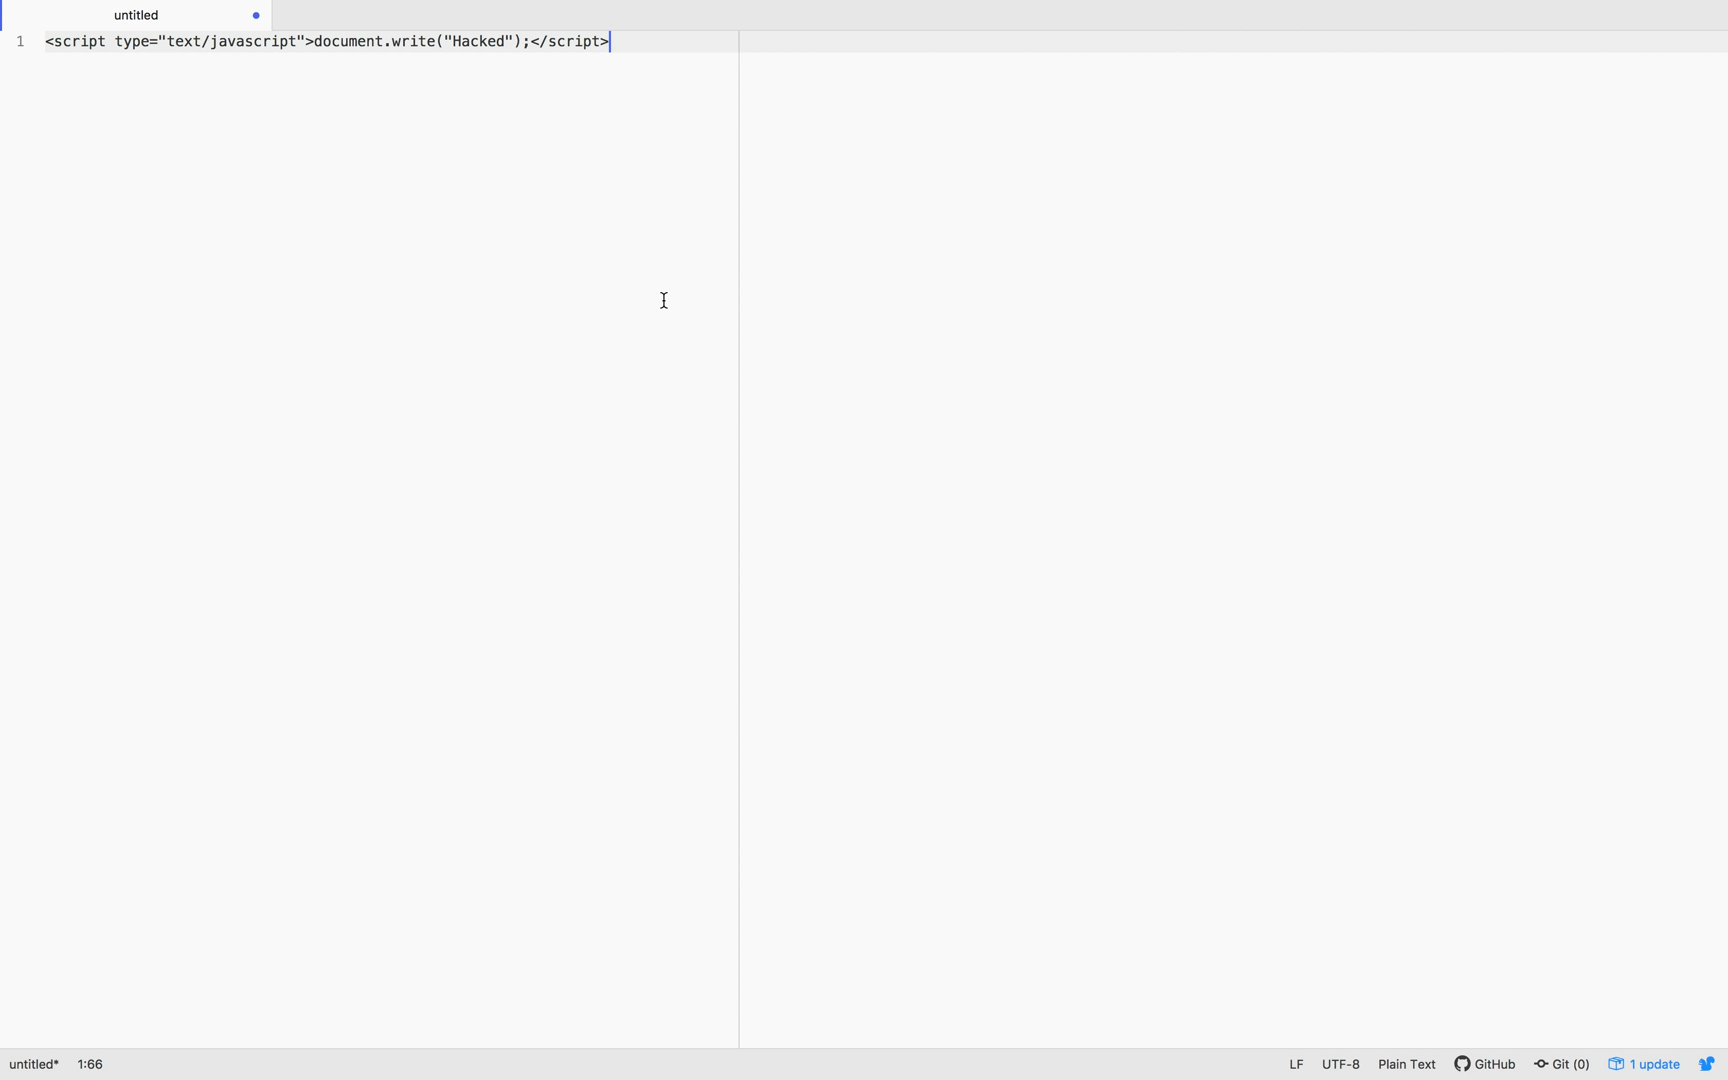 untitled
1 <script type="text/javascript">document.write("Hacked");</script>
untitled* 1:66 LF UTF-8 Plain Text GitHub Git (0) 1 update